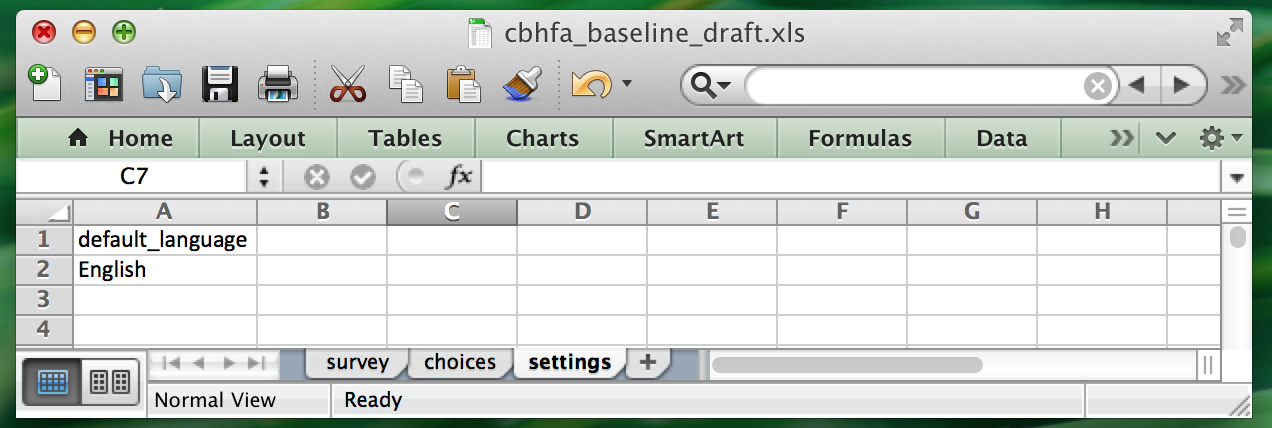 cbhfa_baseline_draft.xls
Home Layout Tables Charts SmartArt Formulas Data
C7 fx
A B C D E F G H
1 default_language
2 English
3
4
survey choices settings +
Normal View Ready